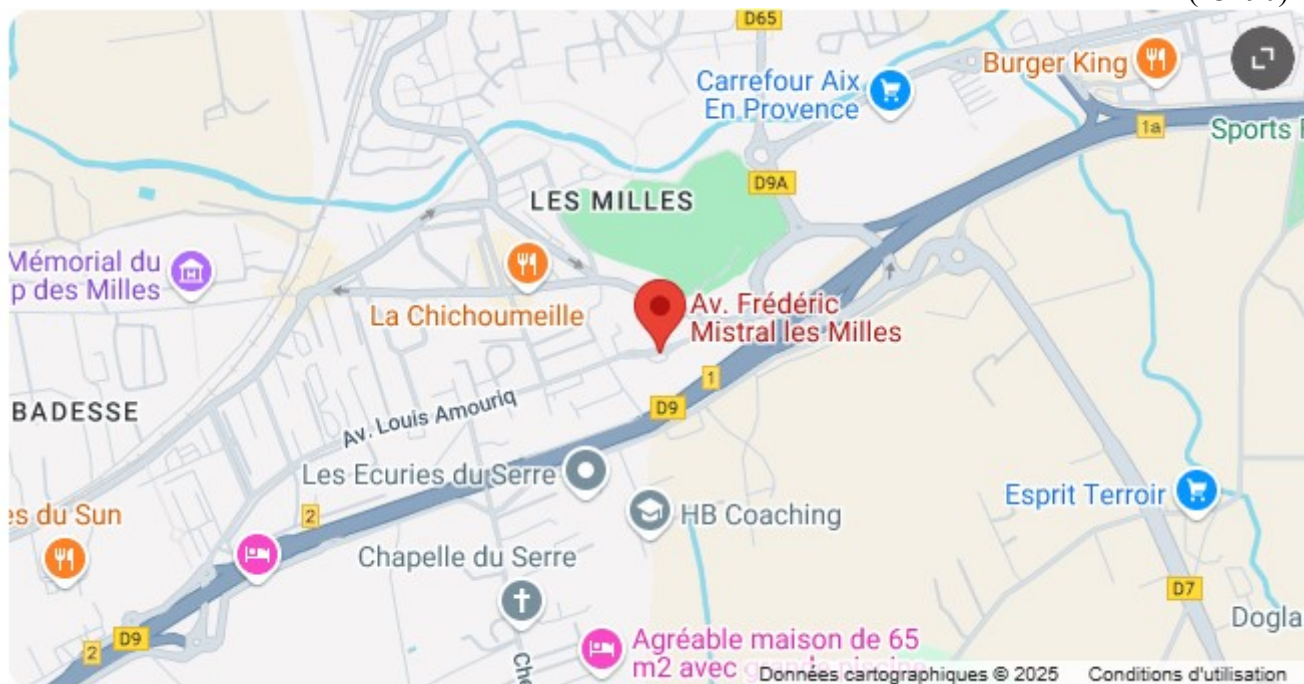 D65
Burger King
Carrefour Aix
En Provence
1a
Sports
D9A
LES MILLES
Mémorial du
p des Milles
La Chichoumeille
Av. Frédéric
Mistral les Milles
1
D9
BADESSE
Av. Louis Amouriq
Les Ecuries du Serre
Esprit Terroir
es du Sun
2
HB Coaching
Chapelle du Serre
D7
Dogla
2
D9
Agréable maison de 65
m2 avec grande piscine
Che
Données cartographiques © 2025
Conditions d'utilisation